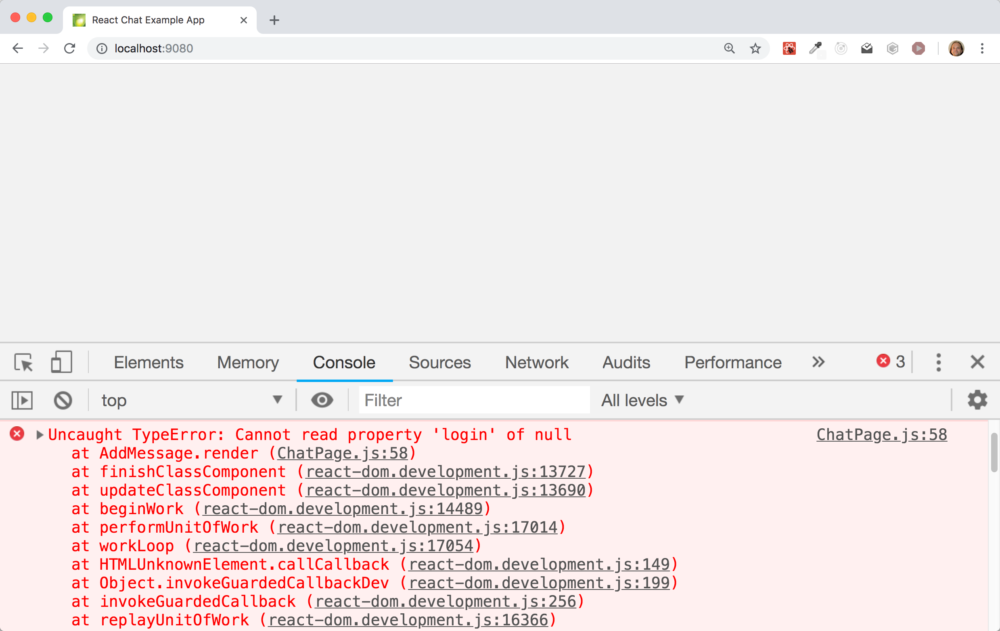 React Chat Example App
localhost:9080
Elements Memory Console Sources Network Audits Performance 3
top Filter All levels
Uncaught TypeError: Cannot read property 'login' of null ChatPage.js:58
at AddMessage.render (ChatPage.js:58)
at finishClassComponent (react-dom.development.js:13727)
at updateClassComponent (react-dom.development.js:13690)
at beginWork (react-dom.development.js:14489)
at performUnitOfWork (react-dom.development.js:17014)
at workLoop (react-dom.development.js:17054)
at HTMLUnknownElement.callCallback (react-dom.development.js:149)
at Object.invokeGuardedCallbackDev (react-dom.development.js:199)
at invokeGuardedCallback (react-dom.development.js:256)
at replayUnitOfWork (react-dom.development.js:16366)